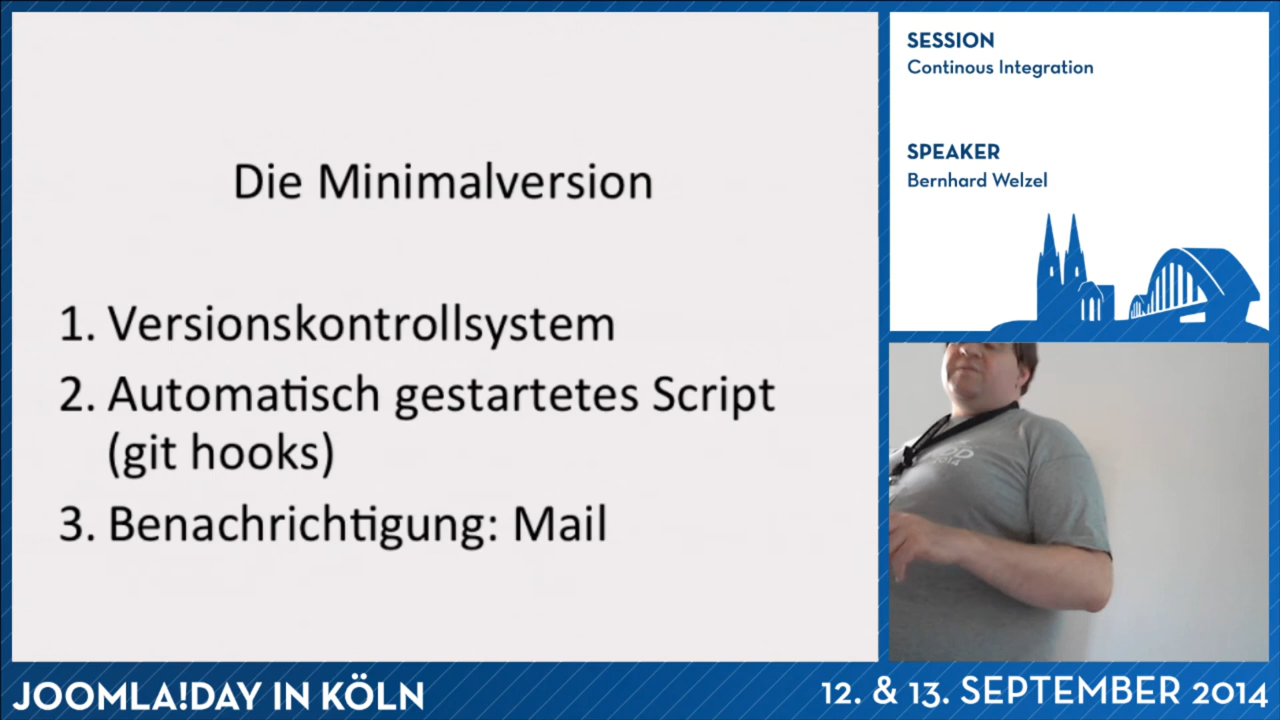 Die Minimalversion
1. Versionskontrollsystem
2. Automatisch gestartetes Script
(git hooks)
3. Benachrichtigung: Mail
SESSION
Continous Integration
SPEAKER
Bernhard Welzel
2014
JOOMLA!DAY IN KÖLN
12. & 13. SEPTEMBER 2014